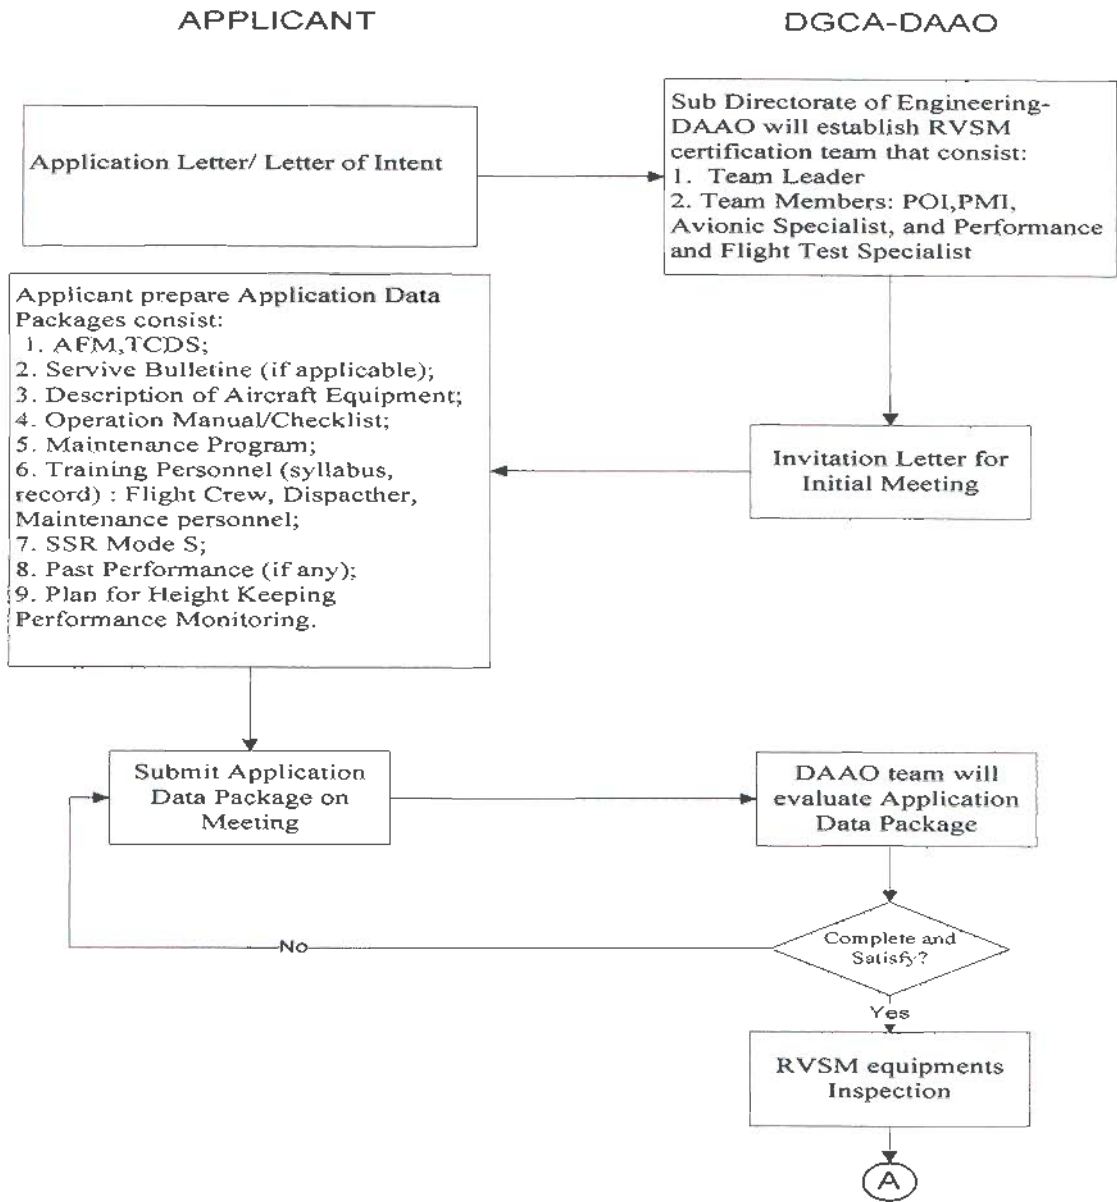 APPLICANT
DGCA-DAAO
Application Letter/ Letter of Intent
Sub Directorate of Engineering-
DAAO will establish RVSM
certification team that consist:
1. Team Leader
2. Team Members: POI,PMI,
Avionic Specialist, and Performance
and Flight Test Specialist
Applicant prepare Application Data
Packages consist:
1. AFM,TCDS;
2. Servive Bulletine (if applicable);
3. Description of Aircraft Equipment;
4. Operation Manual/Checklist;
5. Maintenance Program;
6. Training Personnel (syllabus,
record) : Flight Crew, Dispacther,
Maintenance personnel;
7. SSR Mode S;
8. Past Performance (if any);
9. Plan for Height Keeping
Performance Monitoring.
Invitation Letter for
Initial Meeting
Submit Application
Data Package on
Meeting
DAAO team will
evaluate Application
Data Package
Complete and
Satisfy?
No
Yes
RVSM equipments
Inspection
A